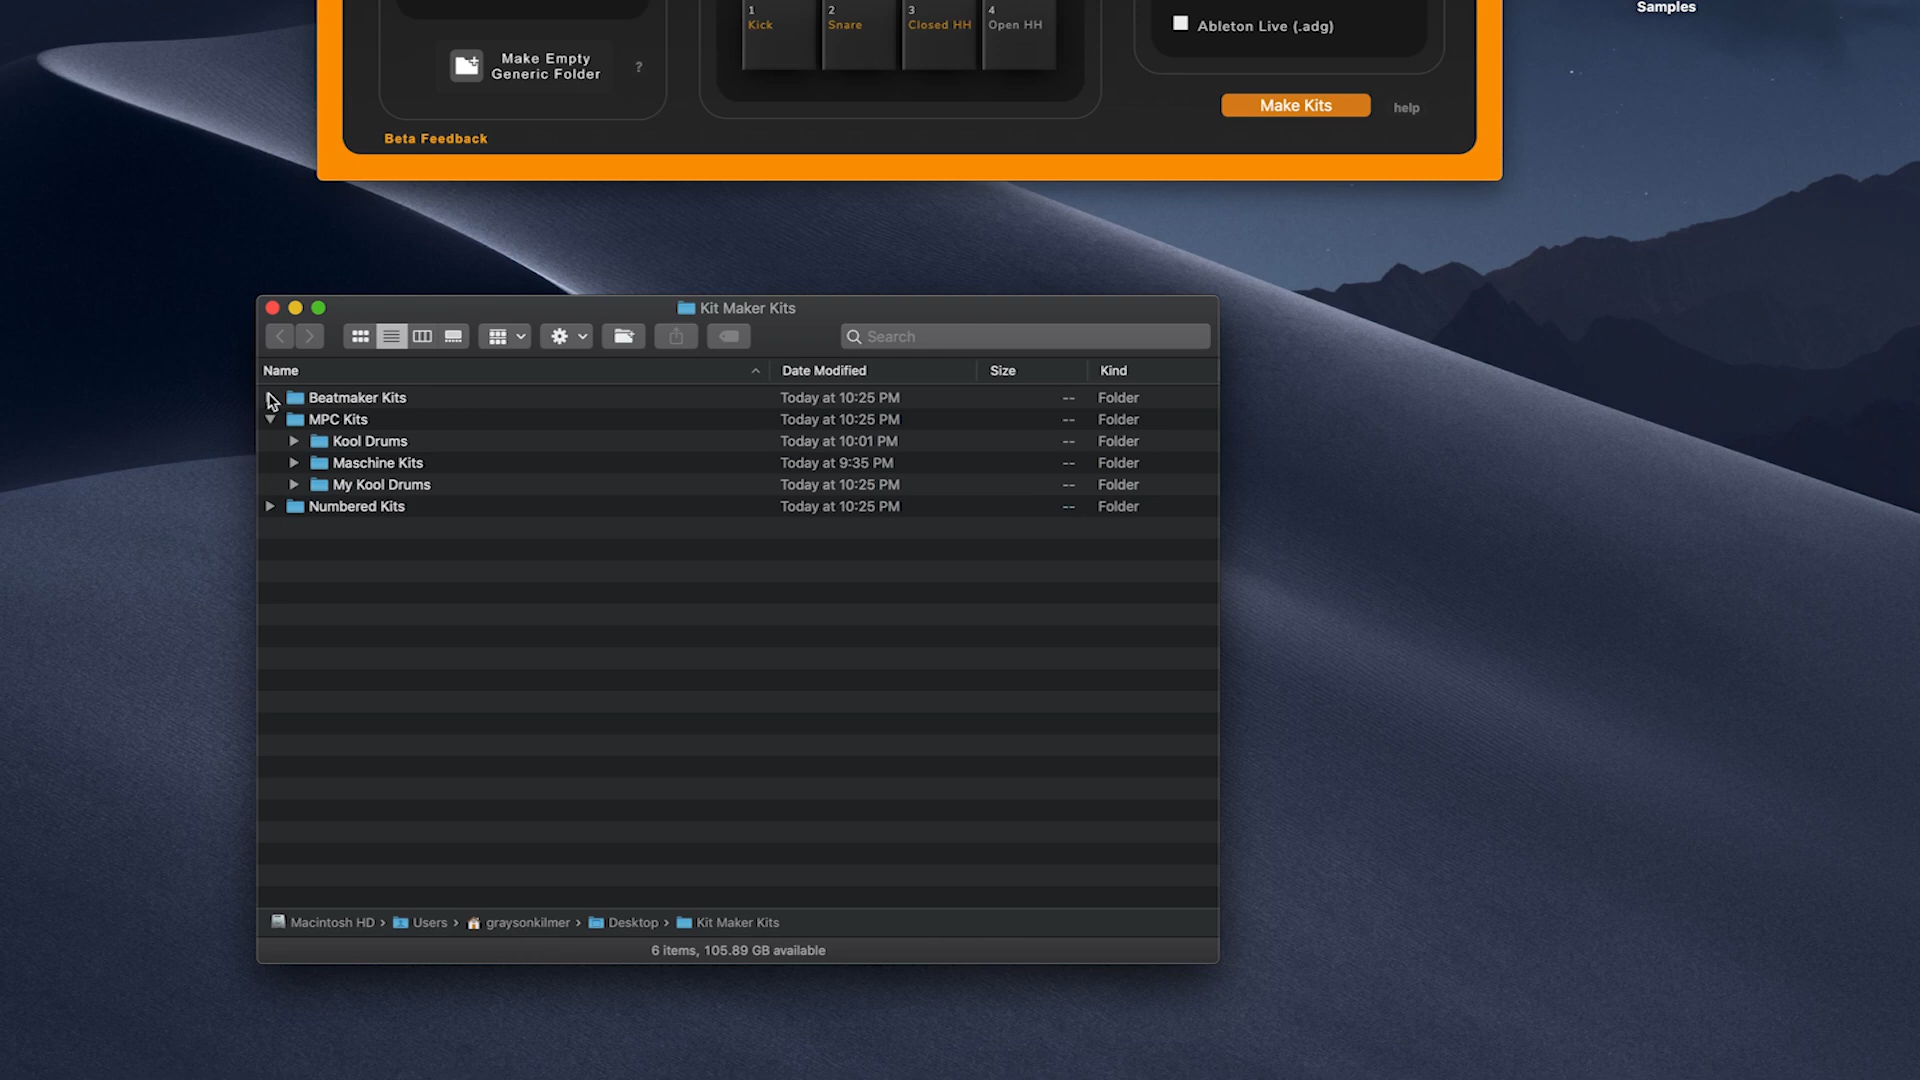 Samples
1 2 3 4
Kick Snare Closed HH Open HH
Ableton Live (.adg)
Make Empty
Generic Folder
?
Make Kits
help
Beta Feedback
Kit Maker Kits
Search
Name Date Modified Size Kind
Beatmaker Kits Today at 10:25 PM -- Folder
MPC Kits Today at 10:25 PM -- Folder
Kool Drums Today at 10:01 PM -- Folder
Maschine Kits Today at 9:35 PM -- Folder
My Kool Drums Today at 10:25 PM -- Folder
Numbered Kits Today at 10:25 PM -- Folder
Macintosh HD › Users › graysonkilmer › Desktop › Kit Maker Kits
6 items, 105.89 GB available